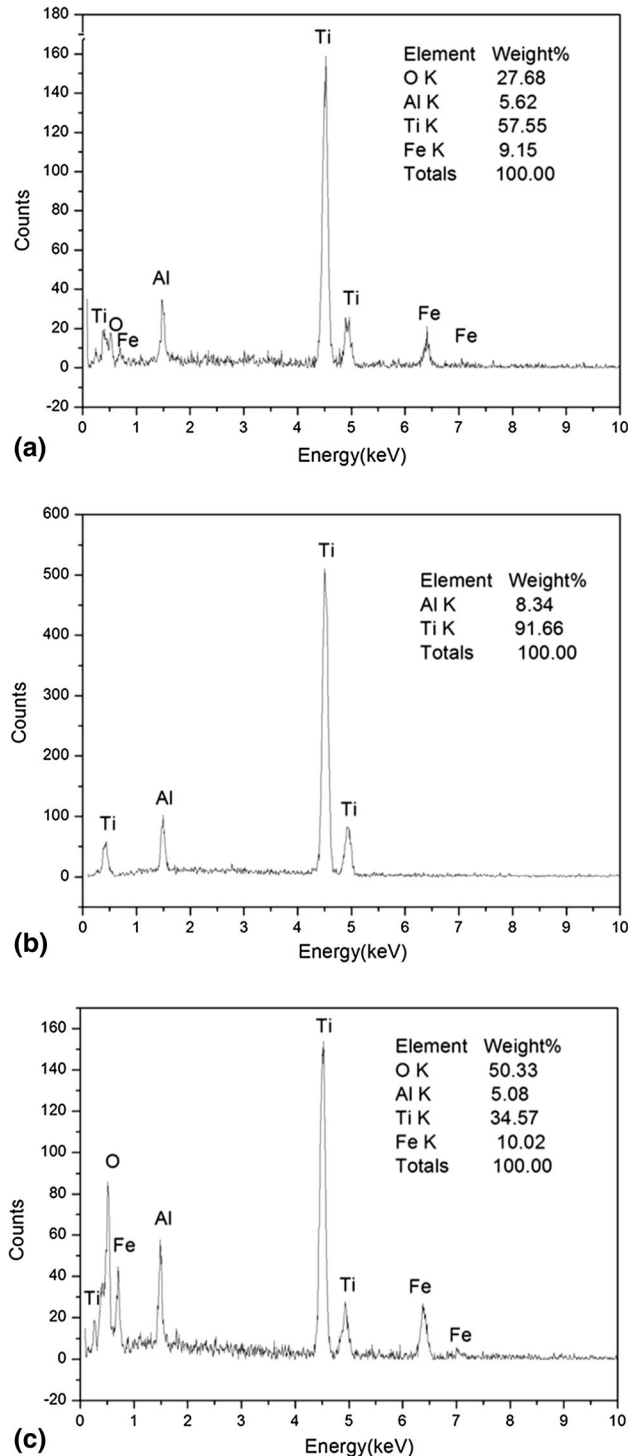 180
160
140
120
100
80
60
40
20
0
-20
Counts
Ti
Element Weight%
O K 27.68
Al K 5.62
Ti K 57.55
Fe K 9.15
Totals 100.00
Al
Ti
O
Fe
Ti
Fe
Fe
0 1 2 3 4 5 6 7 8 9 10
Energy(keV)
(a)
600
500
400
300
200
100
0
Counts
Ti
Element Weight%
Al K 8.34
Ti K 91.66
Totals 100.00
Ti
Al
Ti
0 1 2 3 4 5 6 7 8 9 10
Energy(keV)
(b)
160
140
120
100
80
60
40
20
0
-20
Counts
Ti
Element Weight%
O K 50.33
Al K 5.08
Ti K 34.57
Fe K 10.02
Totals 100.00
O
Al
Fe
Ti
Ti
Fe
Fe
0 1 2 3 4 5 6 7 8 9 10
Energy(keV)
(c)